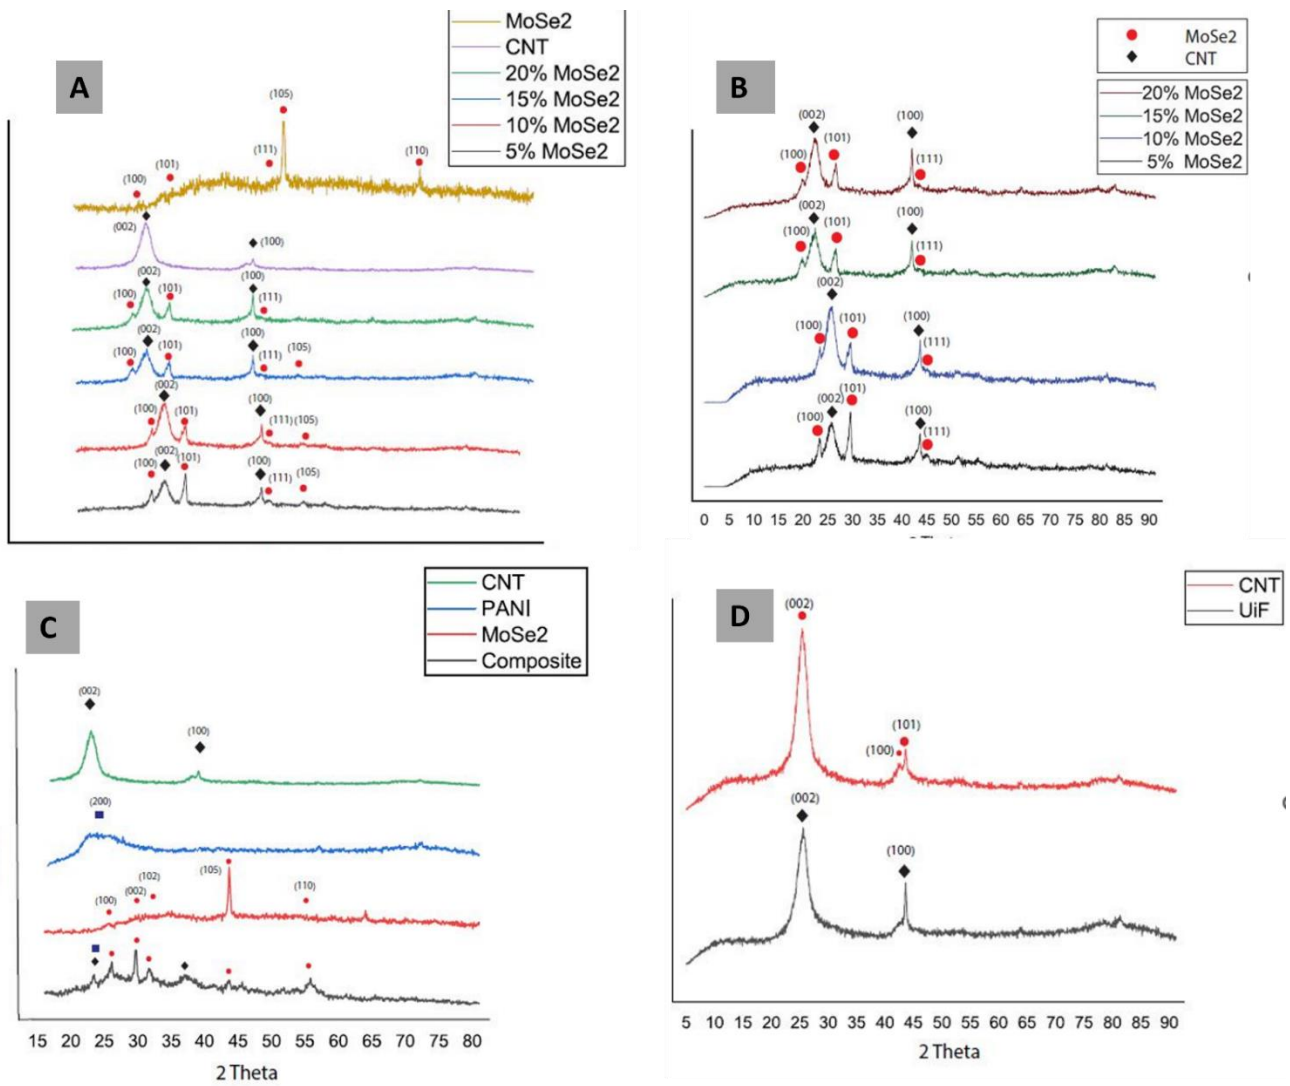 A
MoSe2
CNT
20% MoSe2
15% MoSe2
10% MoSe2
5% MoSe2
(105)
(111)
(110)
(101)
(100)
(002)
(100)
(002)
(100)
(101)
(100)
(111)
(002)
(100)
(101)
(100)
(111)
(105)
(002)
(100)
(101)
(100)
(111)
(105)
(002)
(100)
(101)
(100)
(111)
(105)
B
MoSe2
CNT
20% MoSe2
15% MoSe2
10% MoSe2
5% MoSe2
(002)
(100)
(101)
(100)
(111)
(002)
(100)
(101)
(100)
(111)
(002)
(100)
(101)
(100)
(111)
(002)
(101)
(100)
(100)
(111)
0 5 10 15 20 25 30 35 40 45 50 55 60 65 70 75 80 85 90
C
CNT
PANI
MoSe2
Composite
(002)
(100)
(200)
(100)
(002)
(102)
(105)
(110)
15 20 25 30 35 40 45 50 55 60 65 70 75 80
2 Theta
D
CNT
UiF
(002)
(100)
(101)
(002)
(100)
5 10 15 20 25 30 35 40 45 50 55 60 65 70 75 80 85 90
2 Theta